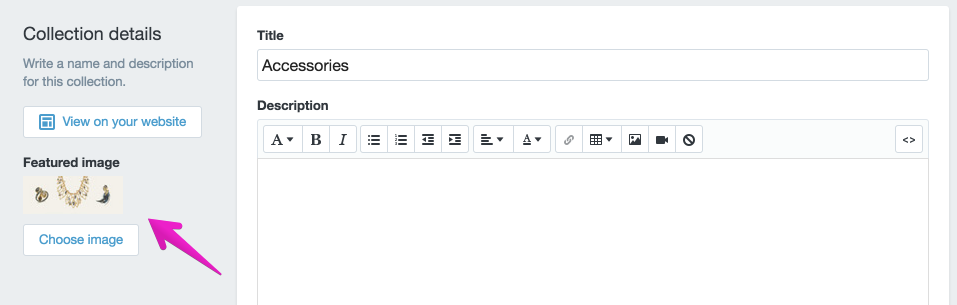 Collection details
Write a name and description
for this collection.
View on your website
Featured image
Choose image
Title
Accessories
Description
A
B
I
A
<>